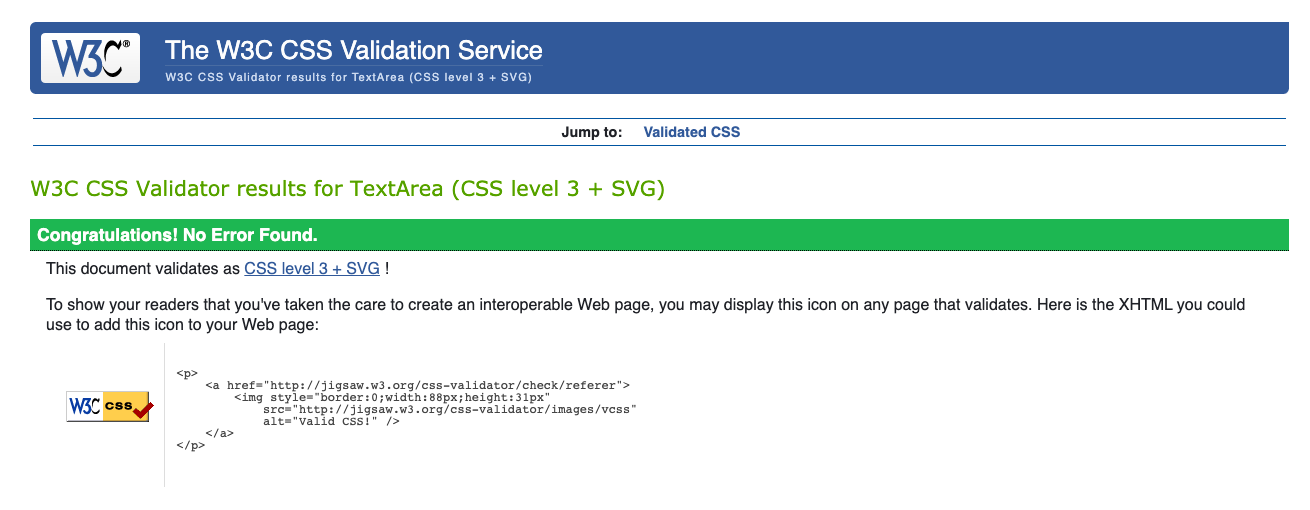 W3C®
The W3C CSS Validation Service
W3C CSS Validator results for TextArea (CSS level 3 + SVG)
Jump to: Validated CSS
W3C CSS Validator results for TextArea (CSS level 3 + SVG)
Congratulations! No Error Found.
This document validates as CSS level 3 + SVG !
To show your readers that you've taken the care to create an interoperable Web page, you may display this icon on any page that validates. Here is the XHTML you could
use to add this icon to your Web page:
W3C css
<p>
    <a href="http://jigsaw.w3.org/css-validator/check/referer">
        <img style="border:0;width:88px;height:31px"
            src="http://jigsaw.w3.org/css-validator/images/vcss"
            alt="Valid CSS!" />
    </a>
</p>